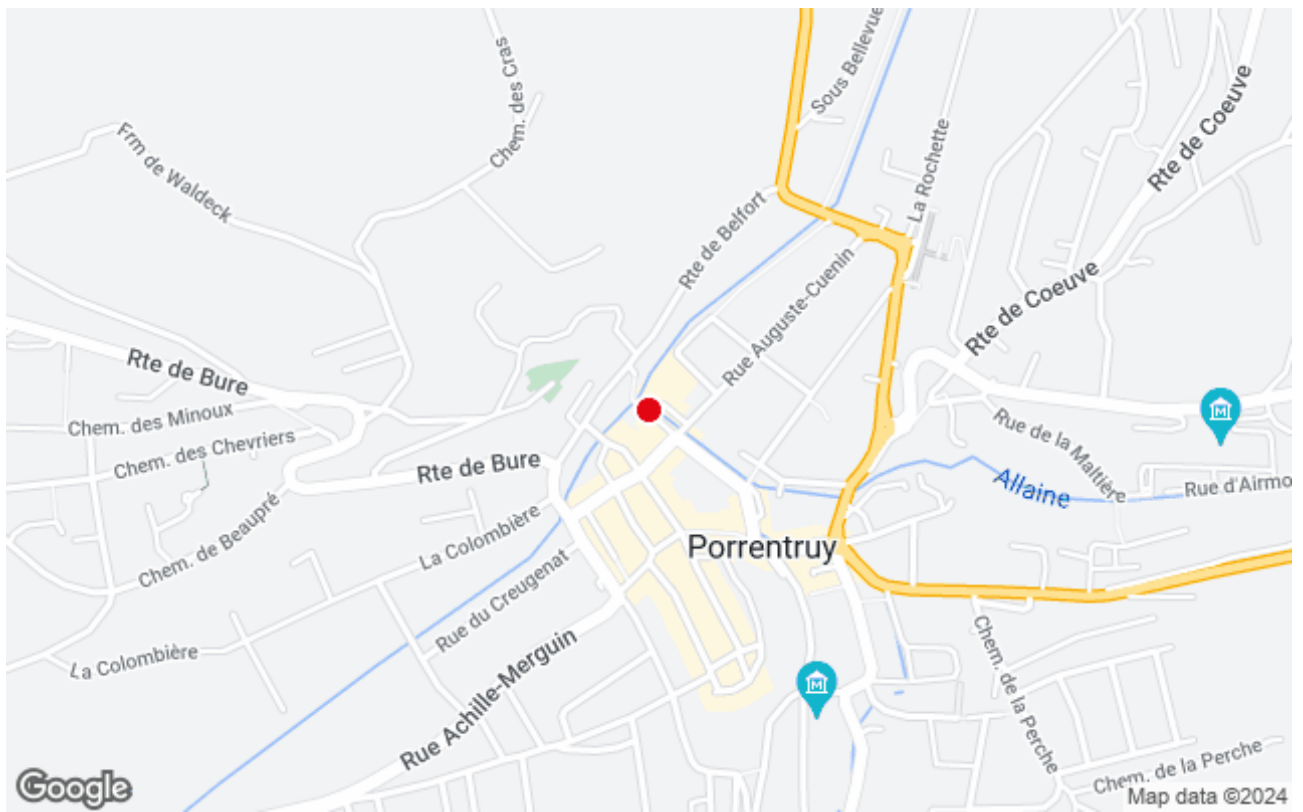 Chem. des Cras
Sous Bellevue
Rte de Coeuve
Frm de Waldeck
La Rochette
Rte de Belfort
Rue Auguste-Cuenin
Rte de Coeuve
Rte de Bure
Chem. des Minoux
Chem. des Chevriers
Rte de Bure
Rue de la Maltière
Allaine
Rue d'Airmo
Chem. de Beaupré
La Colombière
Porrentruy
Rue du Creugenat
La Colombière
Rue Achille-Merguin
Chem. de la Perche
Chem. de la Perche
M
M
Google
Map data ©2024